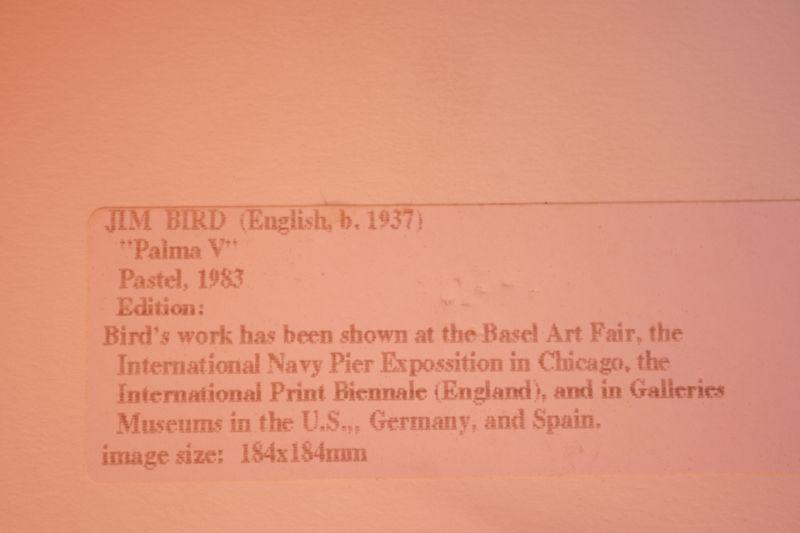 JIM BIRD (English, b. 1937)
"Palma V"
Pastel, 1983
Edition:
Bird's work has been shown at the Basel Art Fair, the
International Navy Pier Expossition in Chicago, the
International Print Biennale (England), and in Galleries
Museums in the U.S.,, Germany, and Spain.
image size: 184x184mm